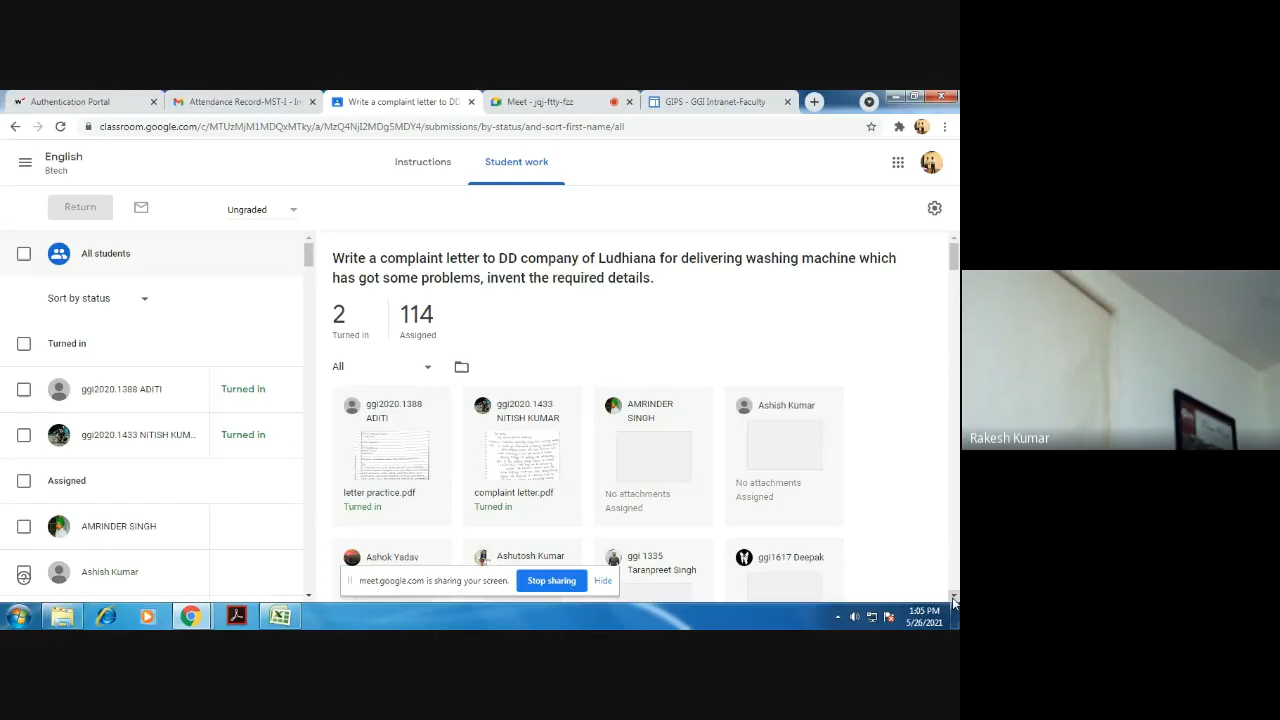 Authentication Portal
Attendance Record-MST-I - In
Write a complaint letter to DD
Meet - jqj-ftty-fzz
GIPS - GGI Intranet-Faculty
classroom.google.com/c/MTUzMjM1MDQxMTky/a/MzQ4NjI2MDg5MDY4/submissions/by-status/and-sort-first-name/all
English
Btech
Instructions
Student work
Return
Ungraded
All students
Sort by status
Turned in
ggi2020.1388 ADITI
Turned in
ggi2020.1433 NITISH KUM...
Turned in
Assigned
AMRINDER SINGH
Ashish Kumar
Write a complaint letter to DD company of Ludhiana for delivering washing machine which
has got some problems, invent the required details.
2
114
Turned in
Assigned
All
ggi2020.1388
ADITI
letter practice.pdf
Turned in
ggi2020.1433
NITISH KUMAR
complaint letter.pdf
Turned in
AMRINDER
SINGH
No attachments
Assigned
Ashish Kumar
No attachments
Assigned
Ashok Yadav
Ashutosh Kumar
ggi 1335
Taranpreet Singh
ggi1617 Deepak
meet.google.com is sharing your screen.
Stop sharing
Hide
1:05 PM
5/26/2021
Rakesh Kumar